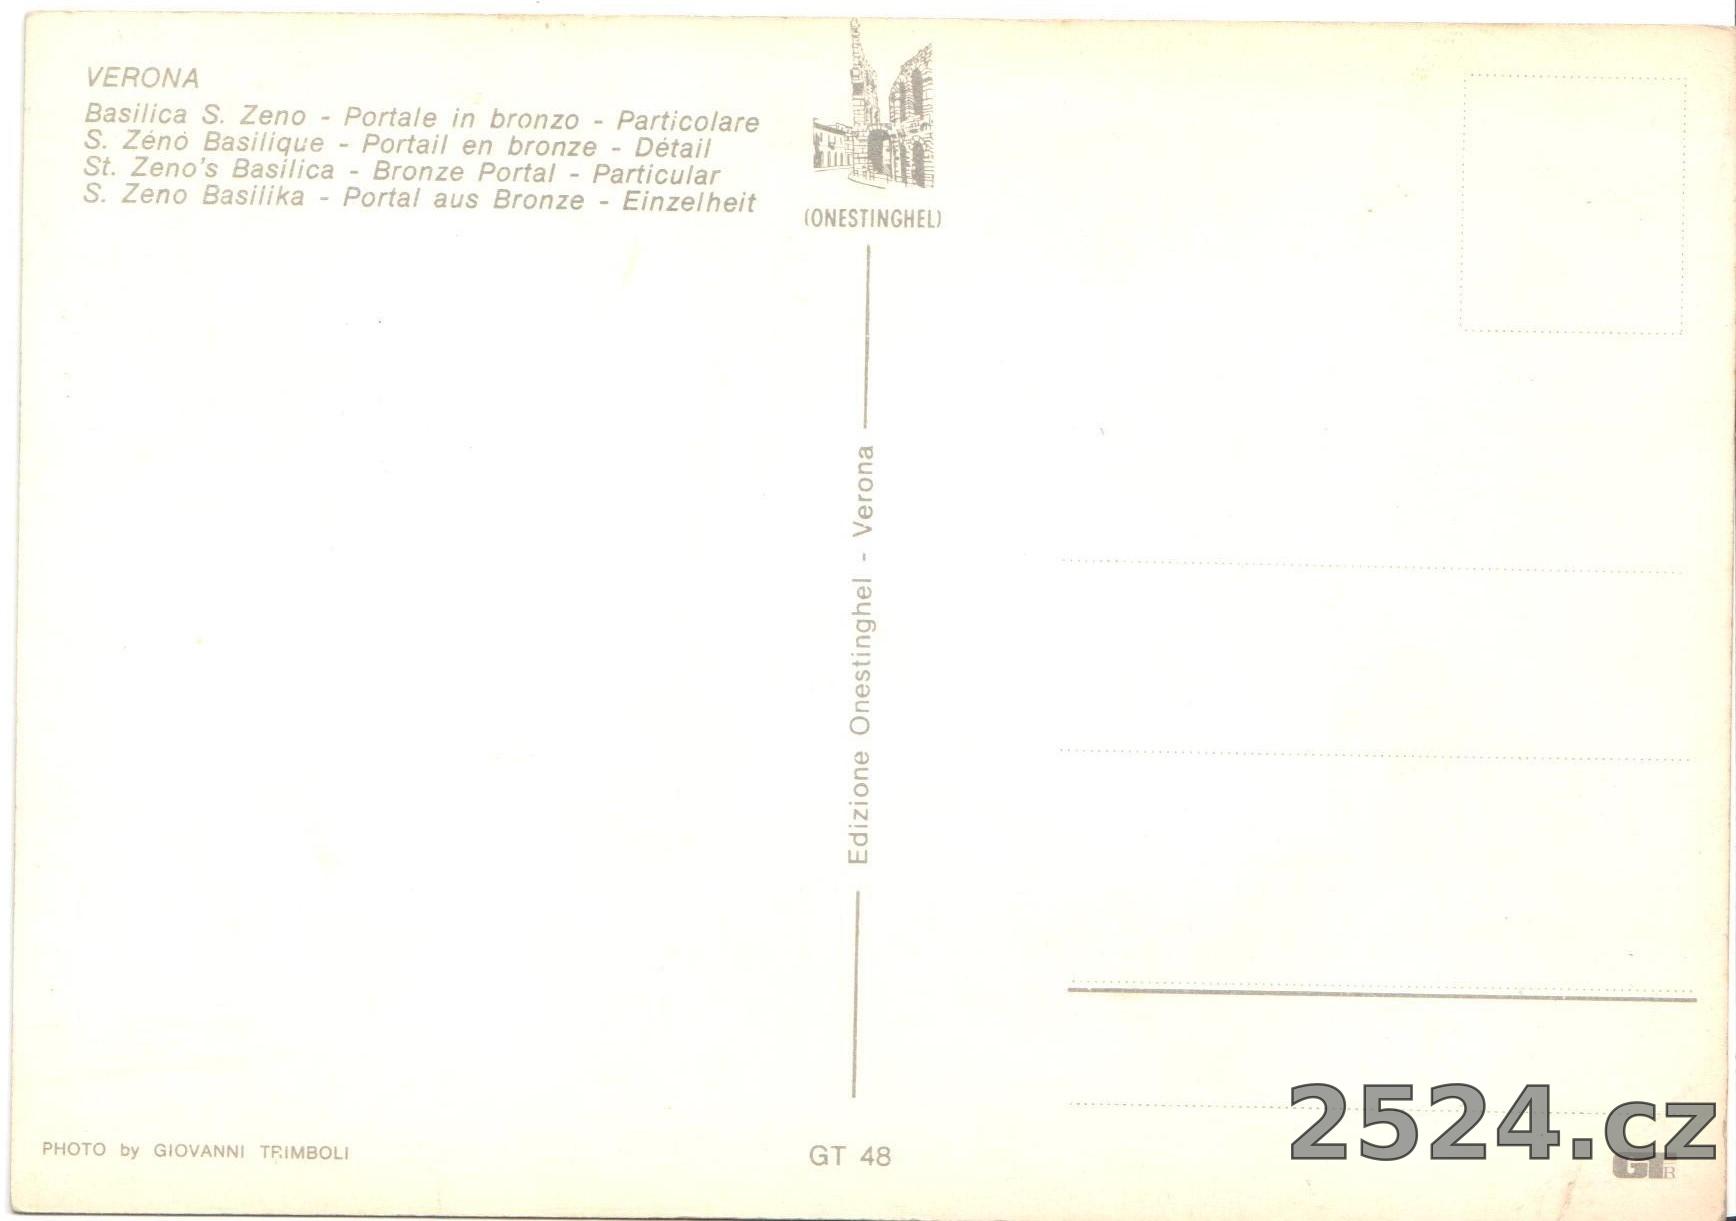 VERONA
Basilica S. Zeno - Portale in bronzo - Particolare
S. Zénò Basilique - Portail en bronze - Détail
St. Zeno's Basilica - Bronze Portal - Particular
S. Zeno Basilika - Portal aus Bronze - Einzelheit
(ONESTINGHEL)
Edizione Onestinghel - Verona
PHOTO by GIOVANNI TRIMBOLI
GT 48
2524.cz